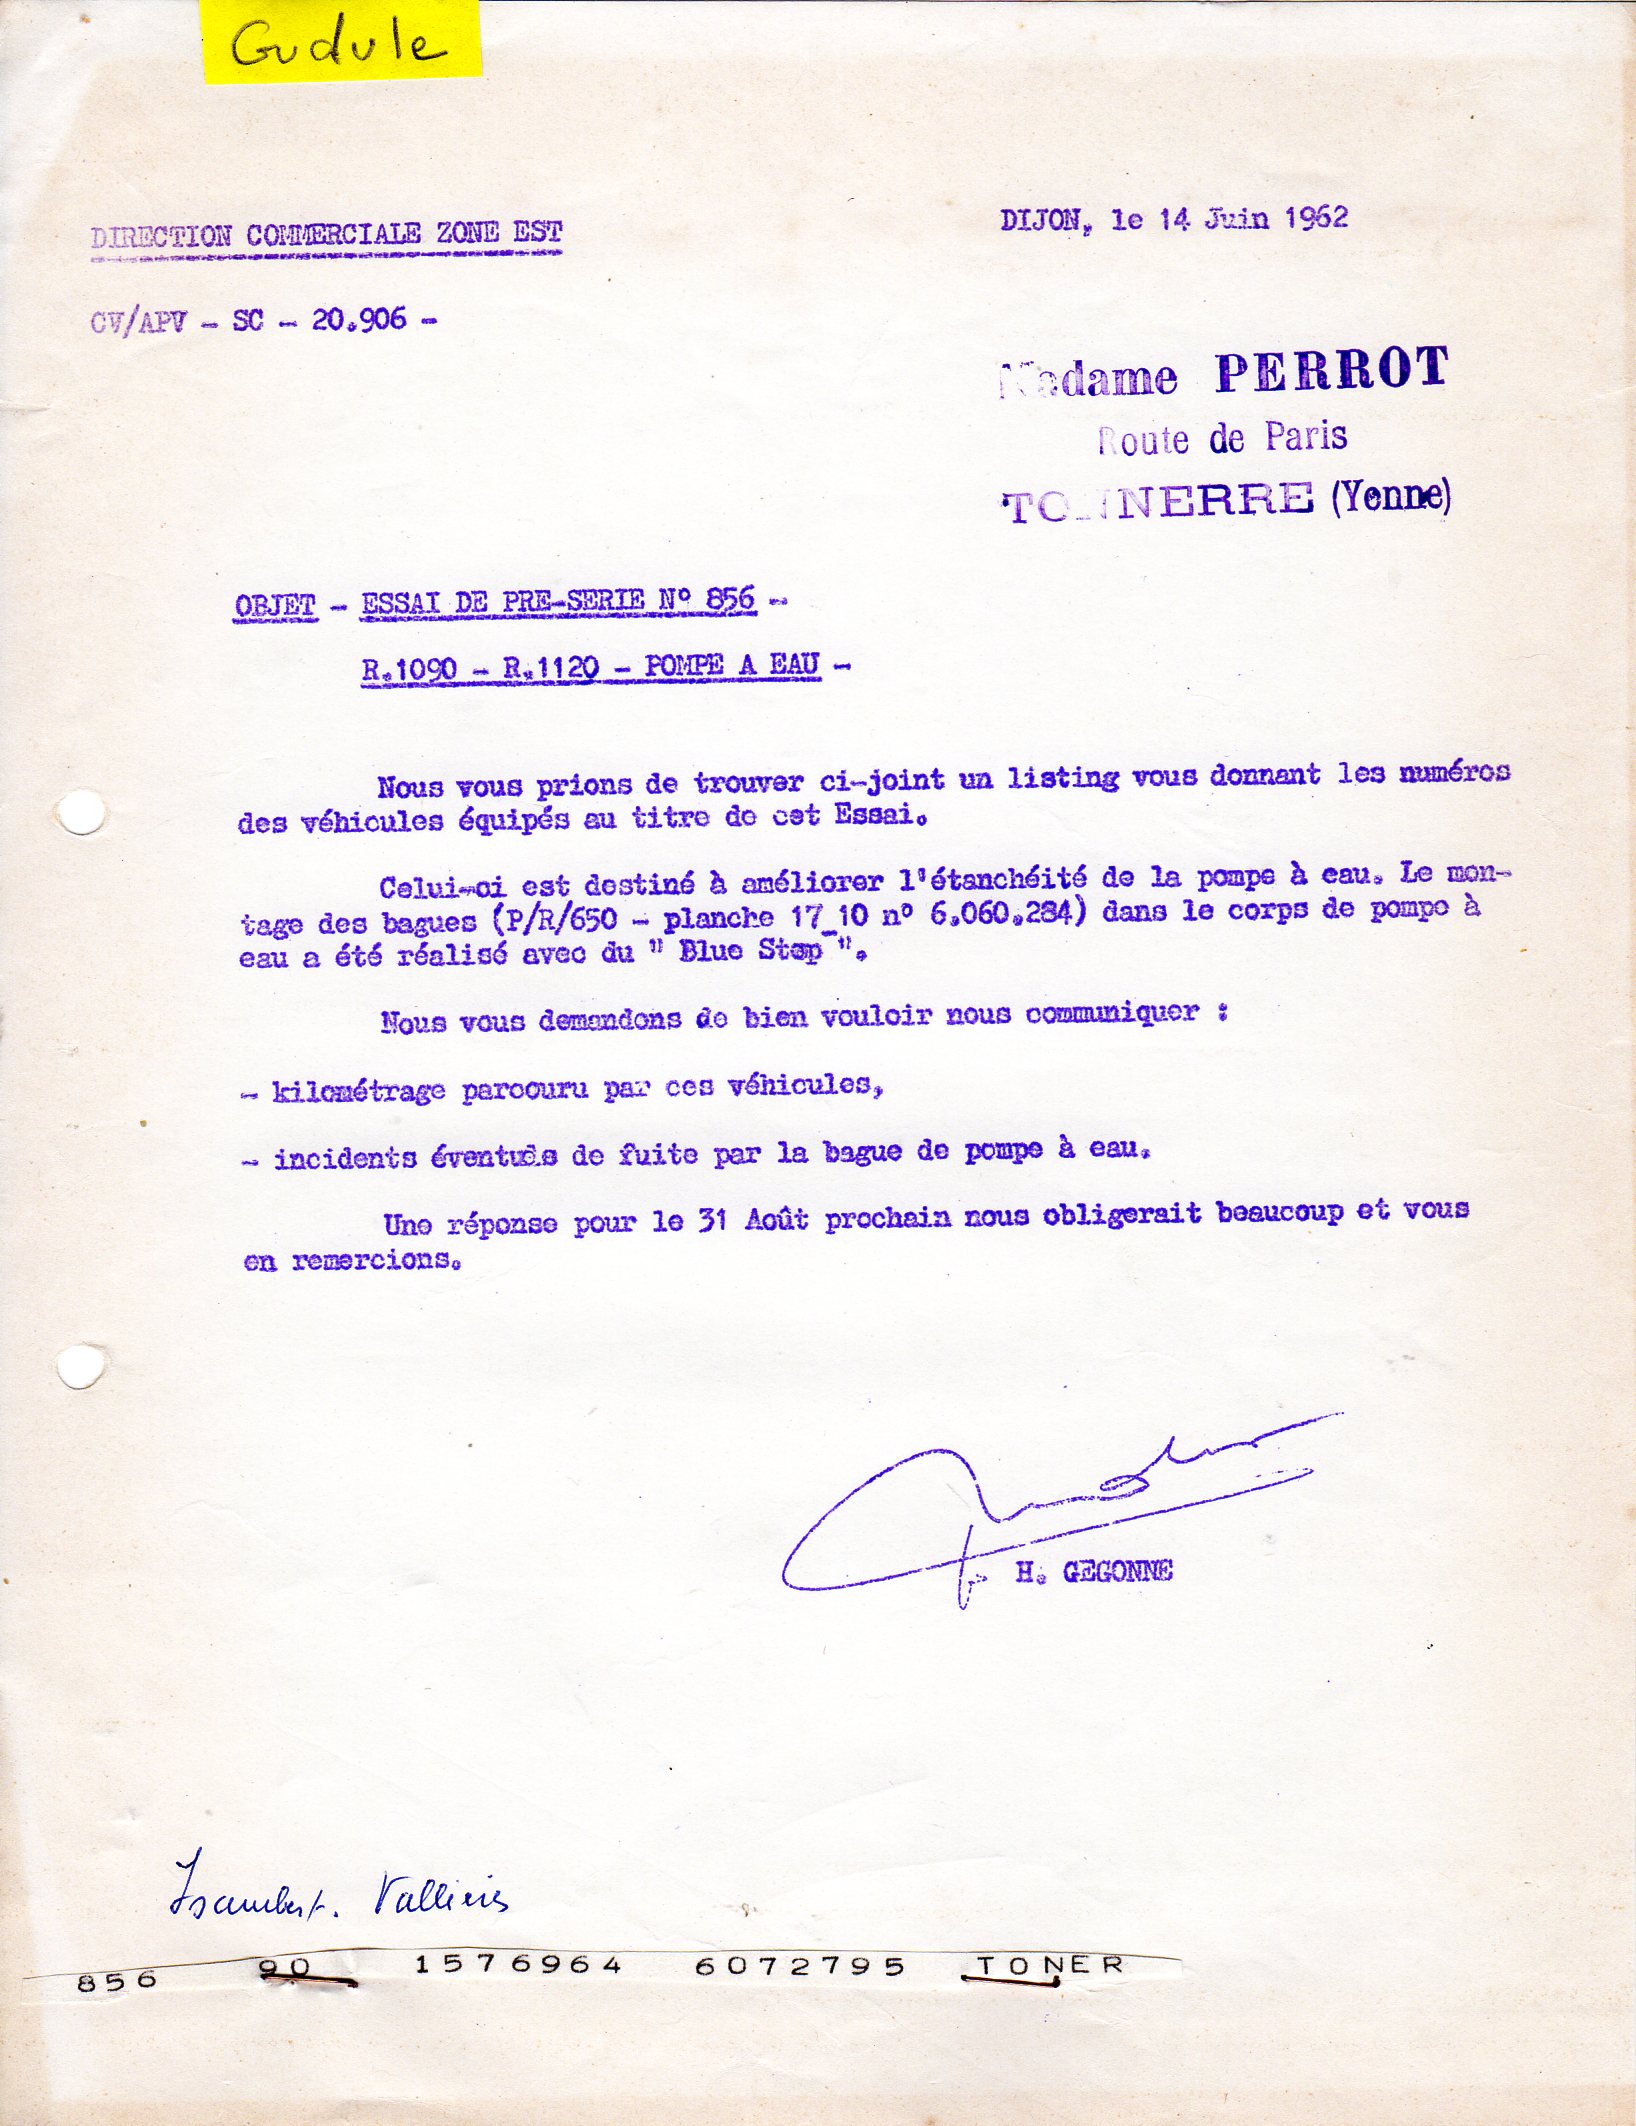 Gudule
DIRECTION COMMERCIALE ZONE EST
DIJON, le 14 Juin 1962
CV/APV - SC - 20.906 -
Madame PERROT
Route de Paris
TONNERRE (Yonne)
OBJET - ESSAI DE PRE-SERIE N° 856 -
R.1090 - R.1120 - POMPE A EAU -
Nous vous prions de trouver ci-joint un listing vous donnant les numéros
des véhicules équipés au titre de cet Essai.
Celui-ci est destiné à améliorer l'étanchéité de la pompe à eau. Le mon-
tage des bagues (P/R/650 - planche 17_10 n° 6.060.284) dans le corps de pompe à
eau a été réalisé avec du " Blue Stop ".
Nous vous demandons de bien vouloir nous communiquer :
- kilométrage parcouru par ces véhicules,
- incidents éventuels de fuite par la bague de pompe à eau.
Une réponse pour le 31 Août prochain nous obligerait beaucoup et vous
en remercions.
H. GEGONNE
Isambert. Vallieris
856 90 1576964 6072795 TONER